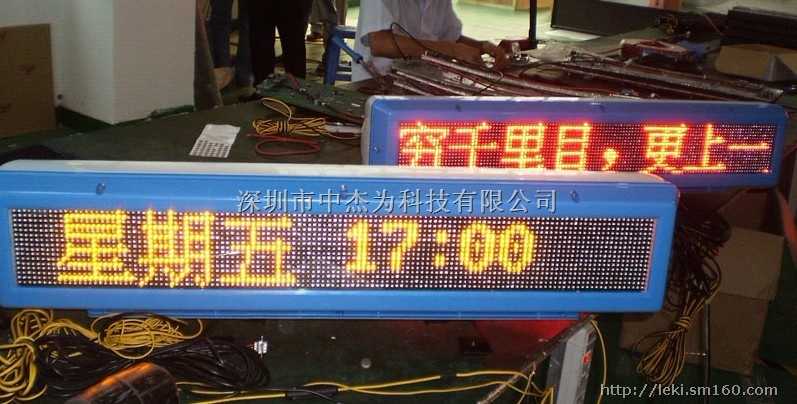 穷千里目，更上一
深圳市中杰为科技有限公司
星期五 17:00
http://leki.sm160.com/